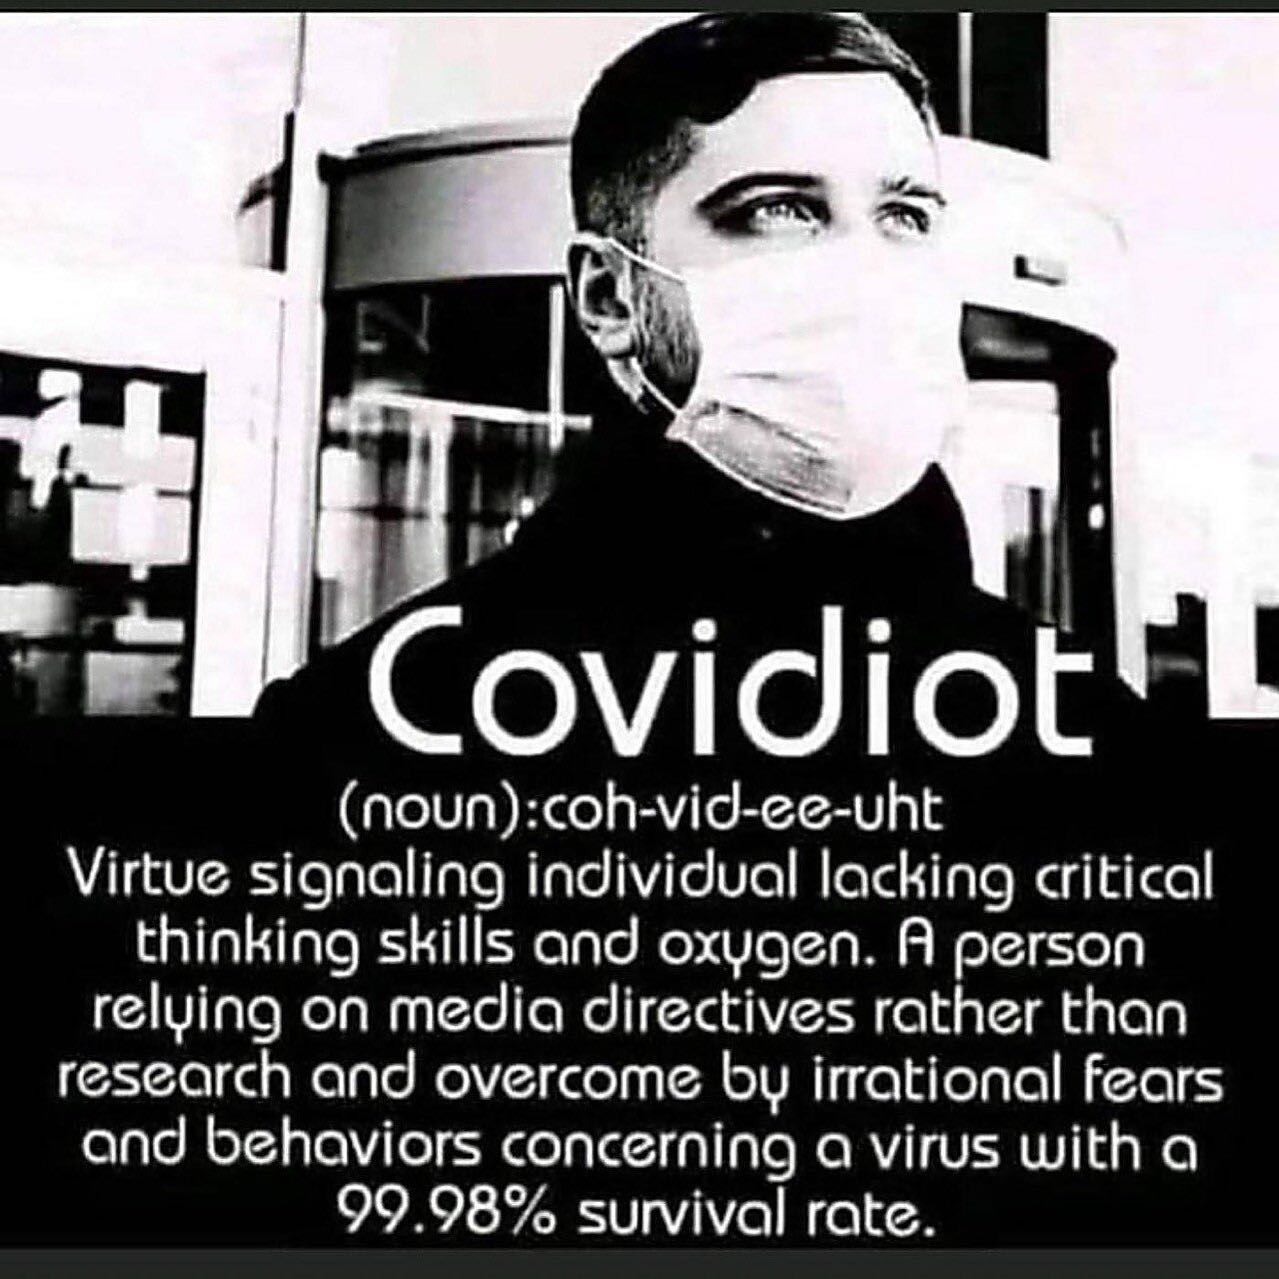 Covidiot
(noun):coh-vid-ee-uht
Virtue signaling individual lacking critical
thinking skills and oxygen. A person
relying on media directives rather than
research and overcome by irrational fears
and behaviors concerning a virus with a
99.98% survival rate.